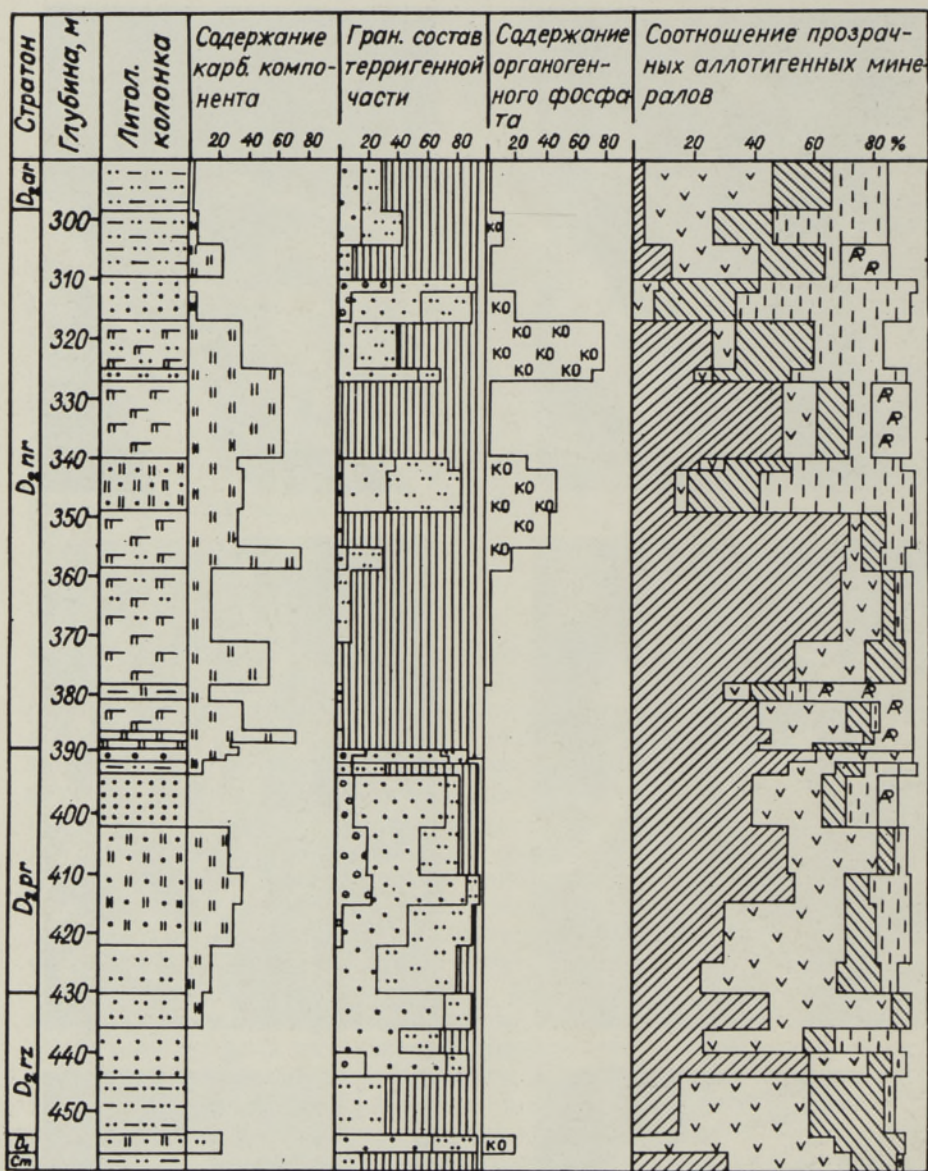 Стратон
Глубина, м
Литол.
колонка
Содержание
карб. компо-
нента
20 40 60 80
Гран. состав
терригенной
части
20 40 60 80
Содержание
органоген-
ного фосфа-
та
20 40 60 80
Соотношение прозрач-
ных аллотигенных мине-
ралов
20 40 60 80 %
D₂ar
D₂nr
D₂pr
D₂rz
D₁
Cm
300
310
320
330
340
350
360
370
380
390
400
410
420
430
440
450
КО
КО
КО КО
КО КО КО
КО КО
КО
КО
КО КО КО
КО
КО
КО